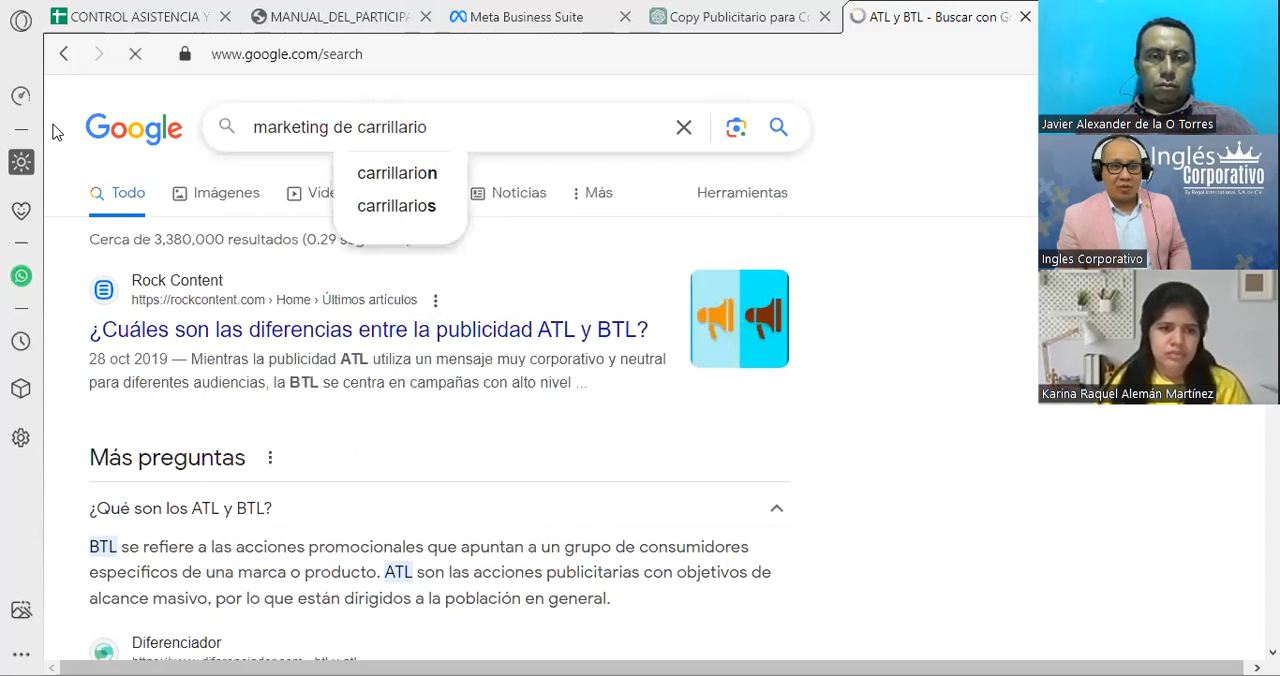 CONTROL ASISTENCIA Y
MANUAL_DEL_PARTICIPA
Meta Business Suite
Copy Publicitario para C
ATL y BTL - Buscar con G
www.google.com/search
Google
marketing de carrillario
carrillarion
carrillarios
Todo
Imágenes
Vide
Noticias
Más
Herramientas
Cerca de 3,380,000 resultados (0.29 seg
Rock Content
https://rockcontent.com › Home › Últimos artículos
¿Cuáles son las diferencias entre la publicidad ATL y BTL?
28 oct 2019 — Mientras la publicidad ATL utiliza un mensaje muy corporativo y neutral
para diferentes audiencias, la BTL se centra en campañas con alto nivel ...
Más preguntas
¿Qué son los ATL y BTL?
BTL se refiere a las acciones promocionales que apuntan a un grupo de consumidores
específicos de una marca o producto. ATL son las acciones publicitarias con objetivos de
alcance masivo, por lo que están dirigidos a la población en general.
Diferenciador
Javier Alexander de la O Torres
Inglés
Corporativo
By Regal International, S.A. de C.V.
Ingles Corporativo
Karina Raquel Alemán Martínez